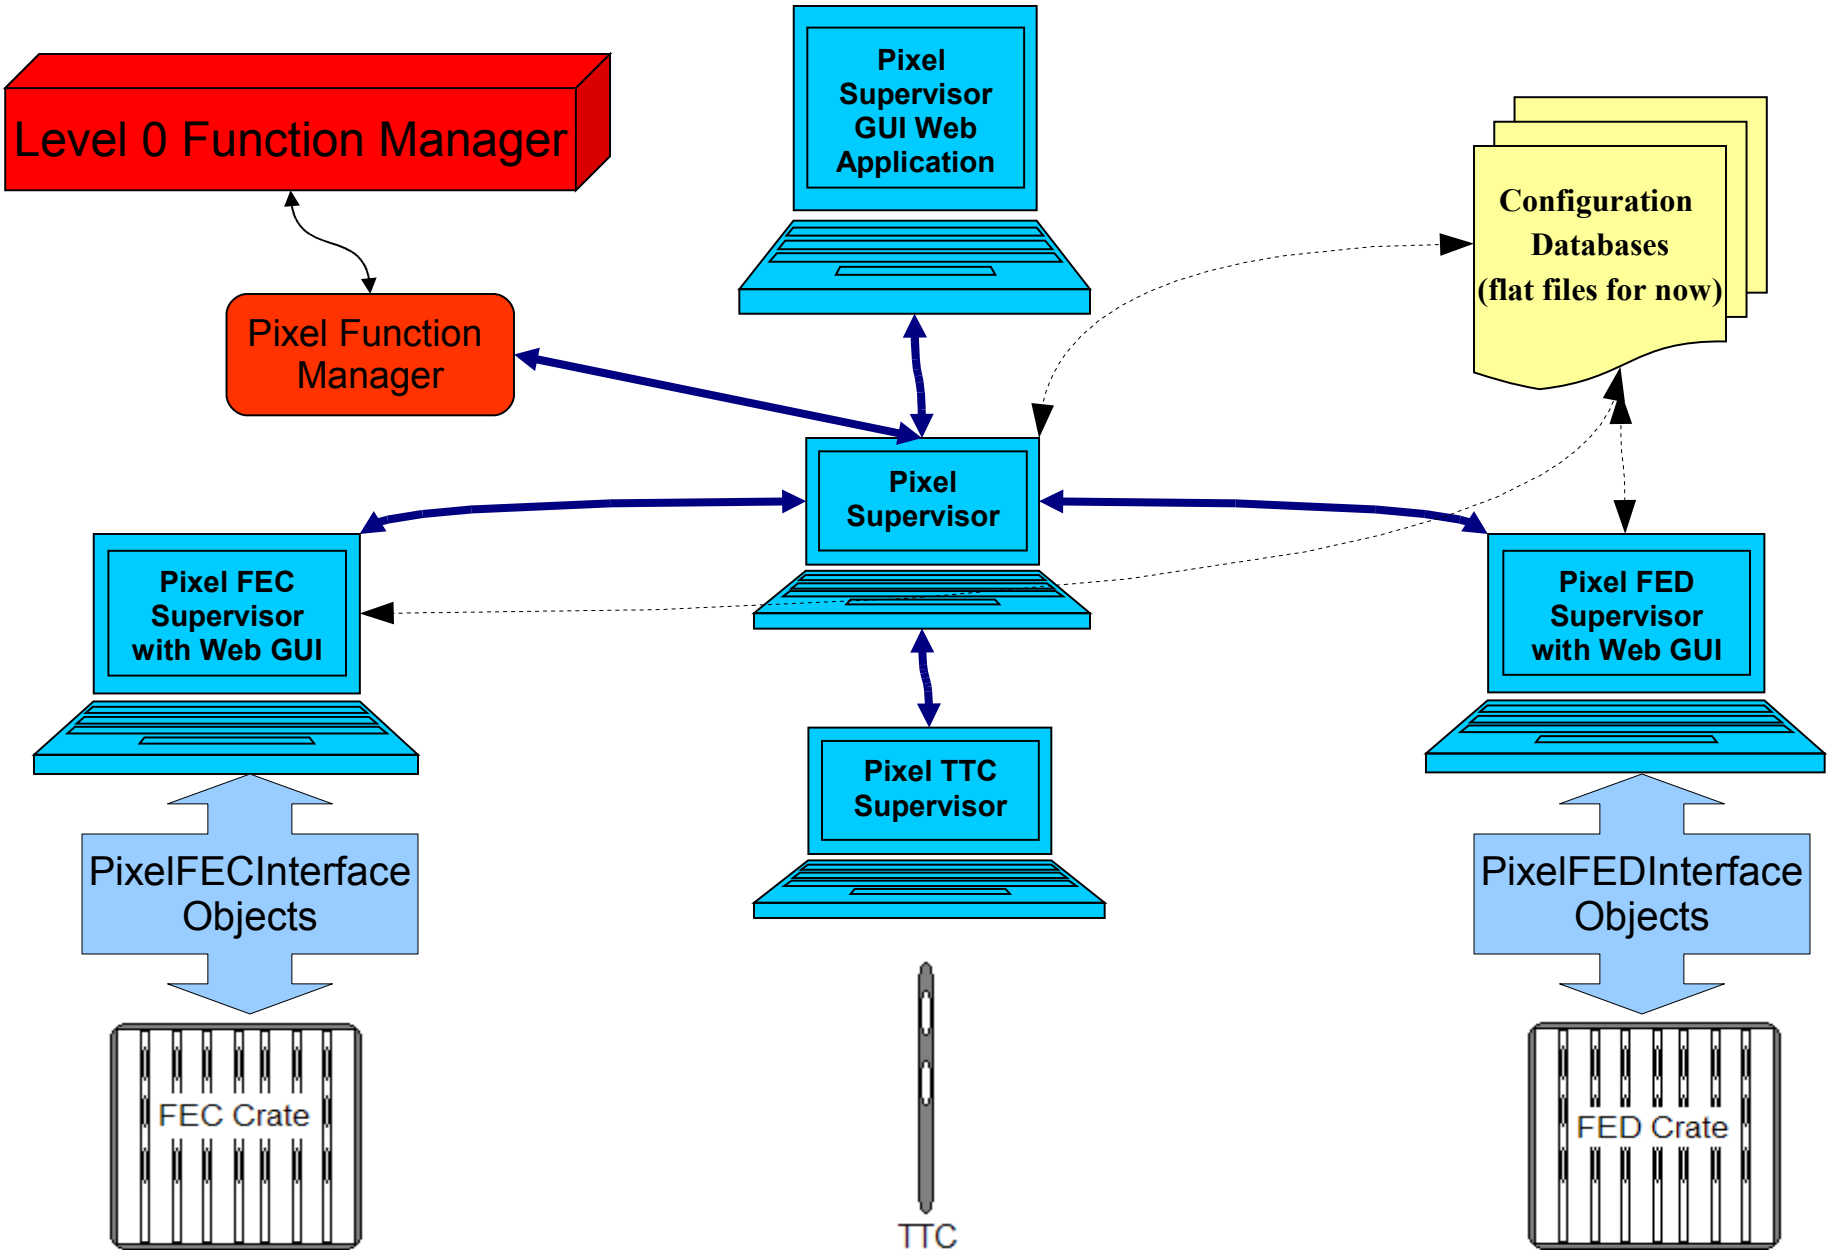 Level 0 Function Manager
Pixel
Supervisor
GUI Web
Application
Configuration
Databases
(flat files for now)
Pixel Function
Manager
Pixel
Supervisor
Pixel FEC
Supervisor
with Web GUI
Pixel FED
Supervisor
with Web GUI
Pixel TTC
Supervisor
PixelFECInterface
Objects
PixelFEDInterface
Objects
FEC Crate
FED Crate
TTC